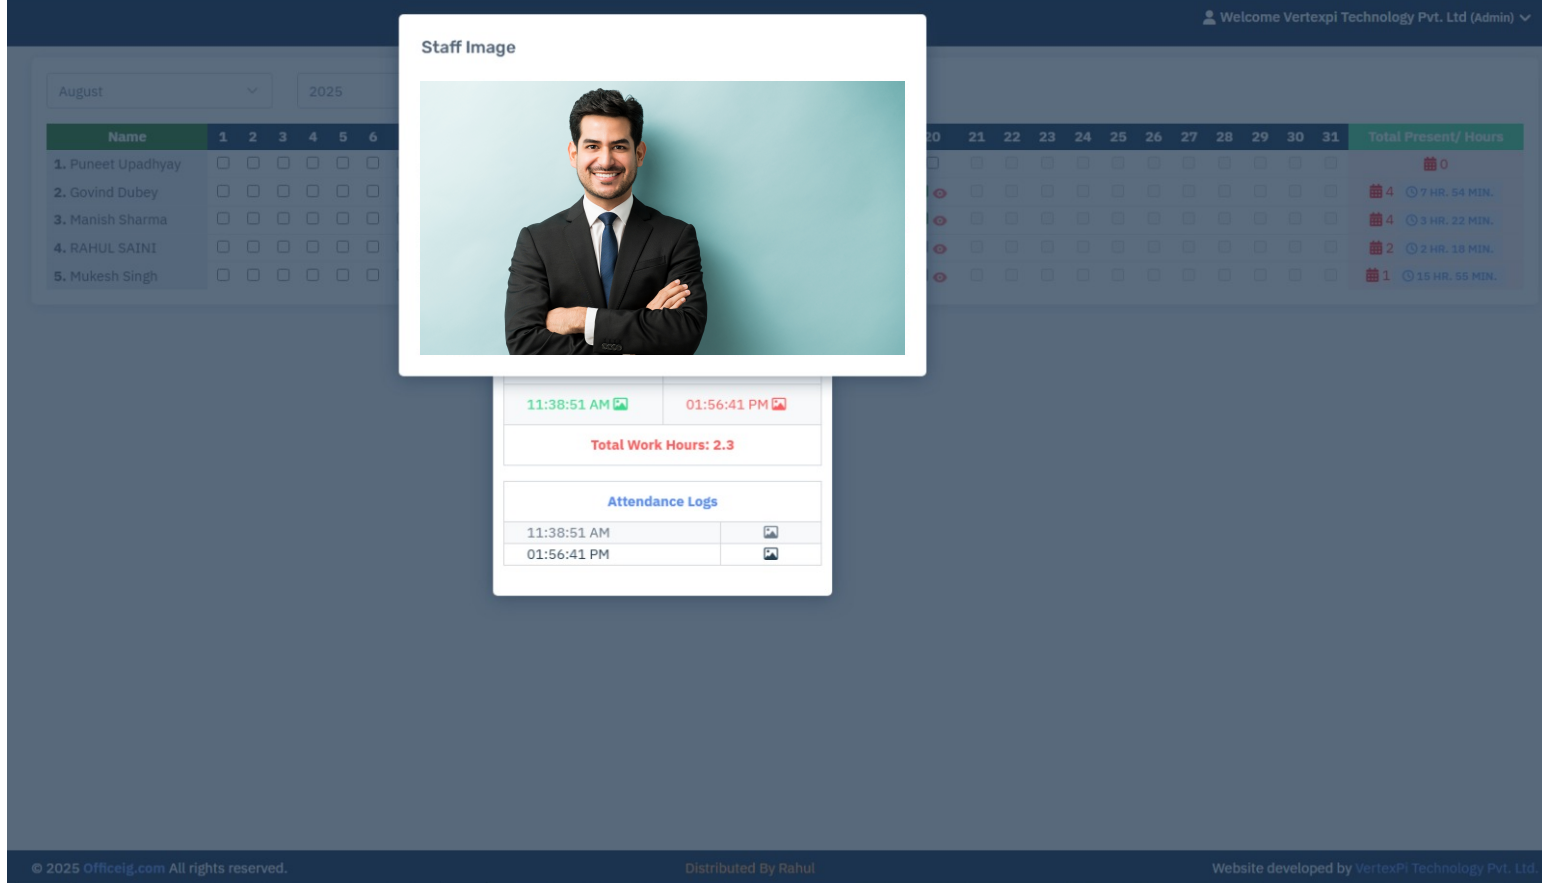 Welcome Vertexpi Technology Pvt. Ltd (Admin)
Staff Image
August 2025
Name 1 2 3 4 5 6 20 21 22 23 24 25 26 27 28 29 30 31 Total Present/ Hours
1. Puneet Upadhyay 0
2. Govind Dubey 4 7 HR. 54 MIN.
3. Manish Sharma 4 3 HR. 22 MIN.
4. RAHUL SAINI 2 2 HR. 18 MIN.
5. Mukesh Singh 1 15 HR. 55 MIN.
11:38:51 AM 01:56:41 PM
Total Work Hours: 2.3
Attendance Logs
11:38:51 AM
01:56:41 PM
© 2025 Officeig.com All rights reserved. Distributed By Rahul Website developed by VertexPi Technology Pvt. Ltd.